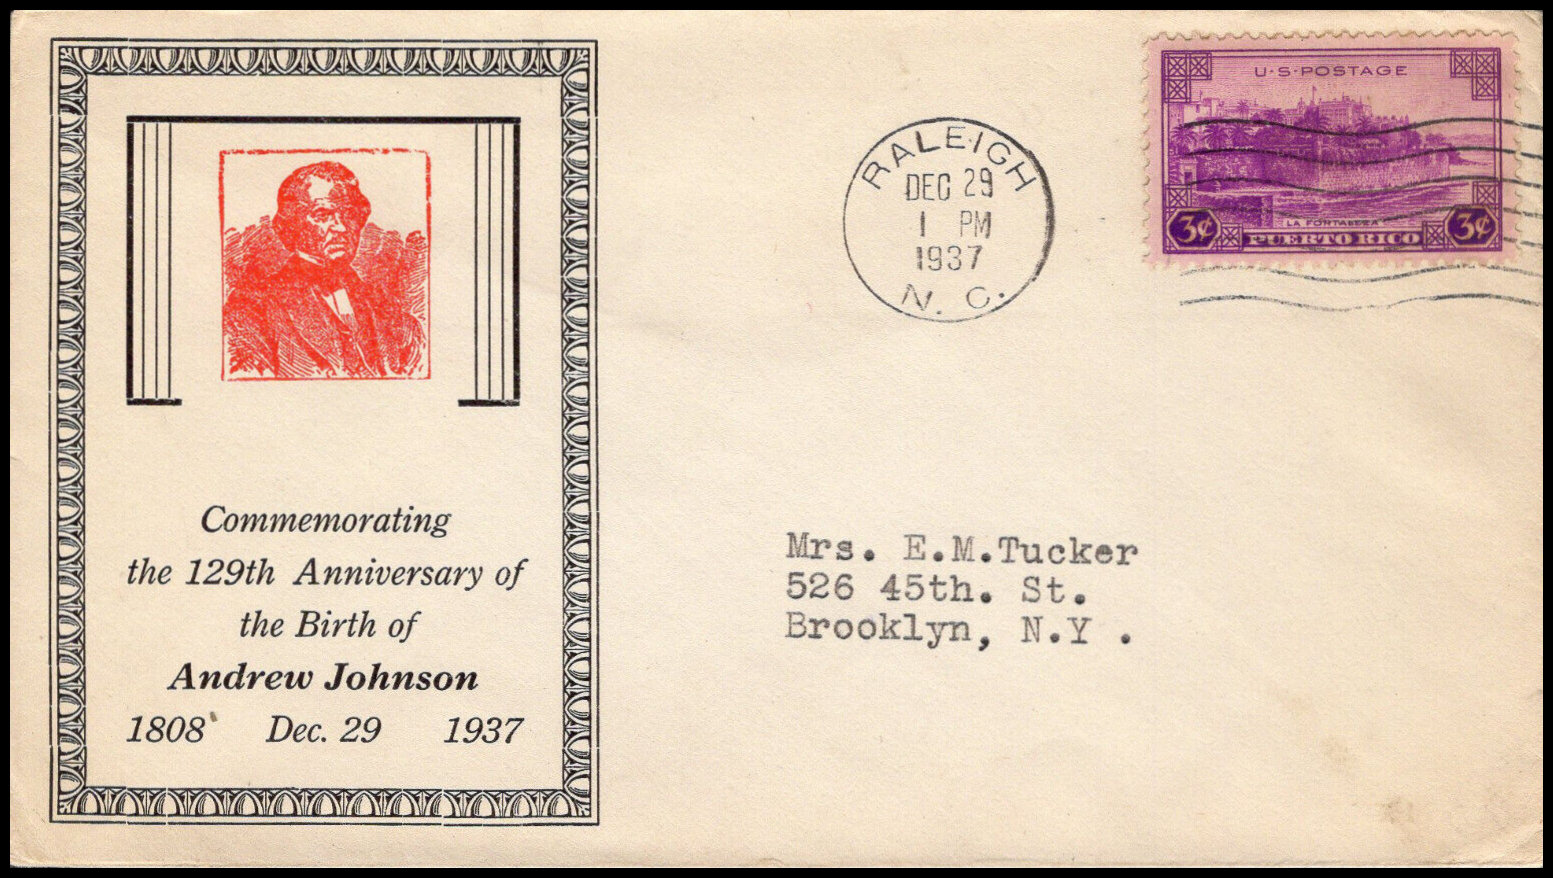 Commemorating
the 129th Anniversary of
the Birth of
Andrew Johnson
1808 Dec. 29 1937
RALEIGH
DEC 29
1 PM
1937
N. C.
U·S·POSTAGE
LA FORTALEZA
3¢ PUERTO RICO 3¢
Mrs. E.M.Tucker
526 45th. St.
Brooklyn, N.Y .